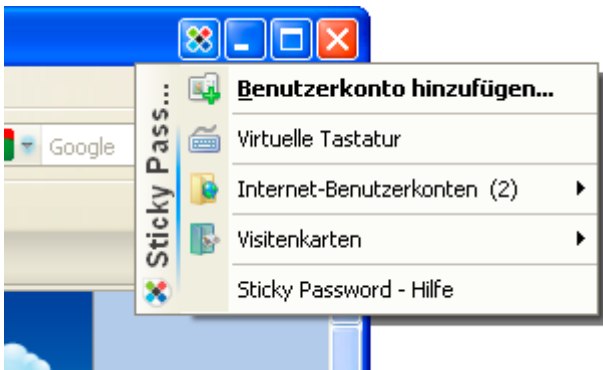 Google
Sticky Pass...
Benutzerkonto hinzufügen...
Virtuelle Tastatur
Internet-Benutzerkonten (2)
Visitenkarten
Sticky Password - Hilfe